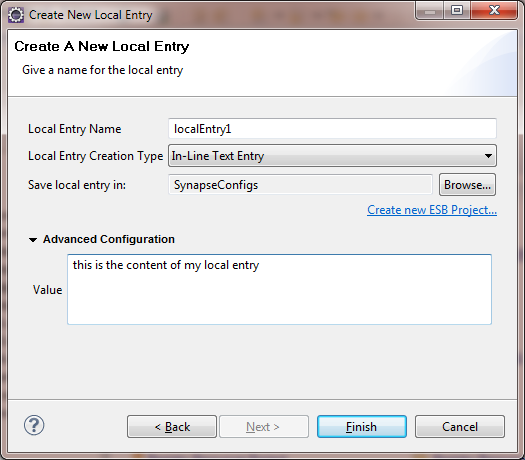 Create New Local Entry
Create A New Local Entry
Give a name for the local entry
Local Entry Name localEntry1
Local Entry Creation Type In-Line Text Entry
Save local entry in: SynapseConfigs Browse...
Create new ESB Project...
Advanced Configuration
this is the content of my local entry
Value
? < Back Next > Finish Cancel